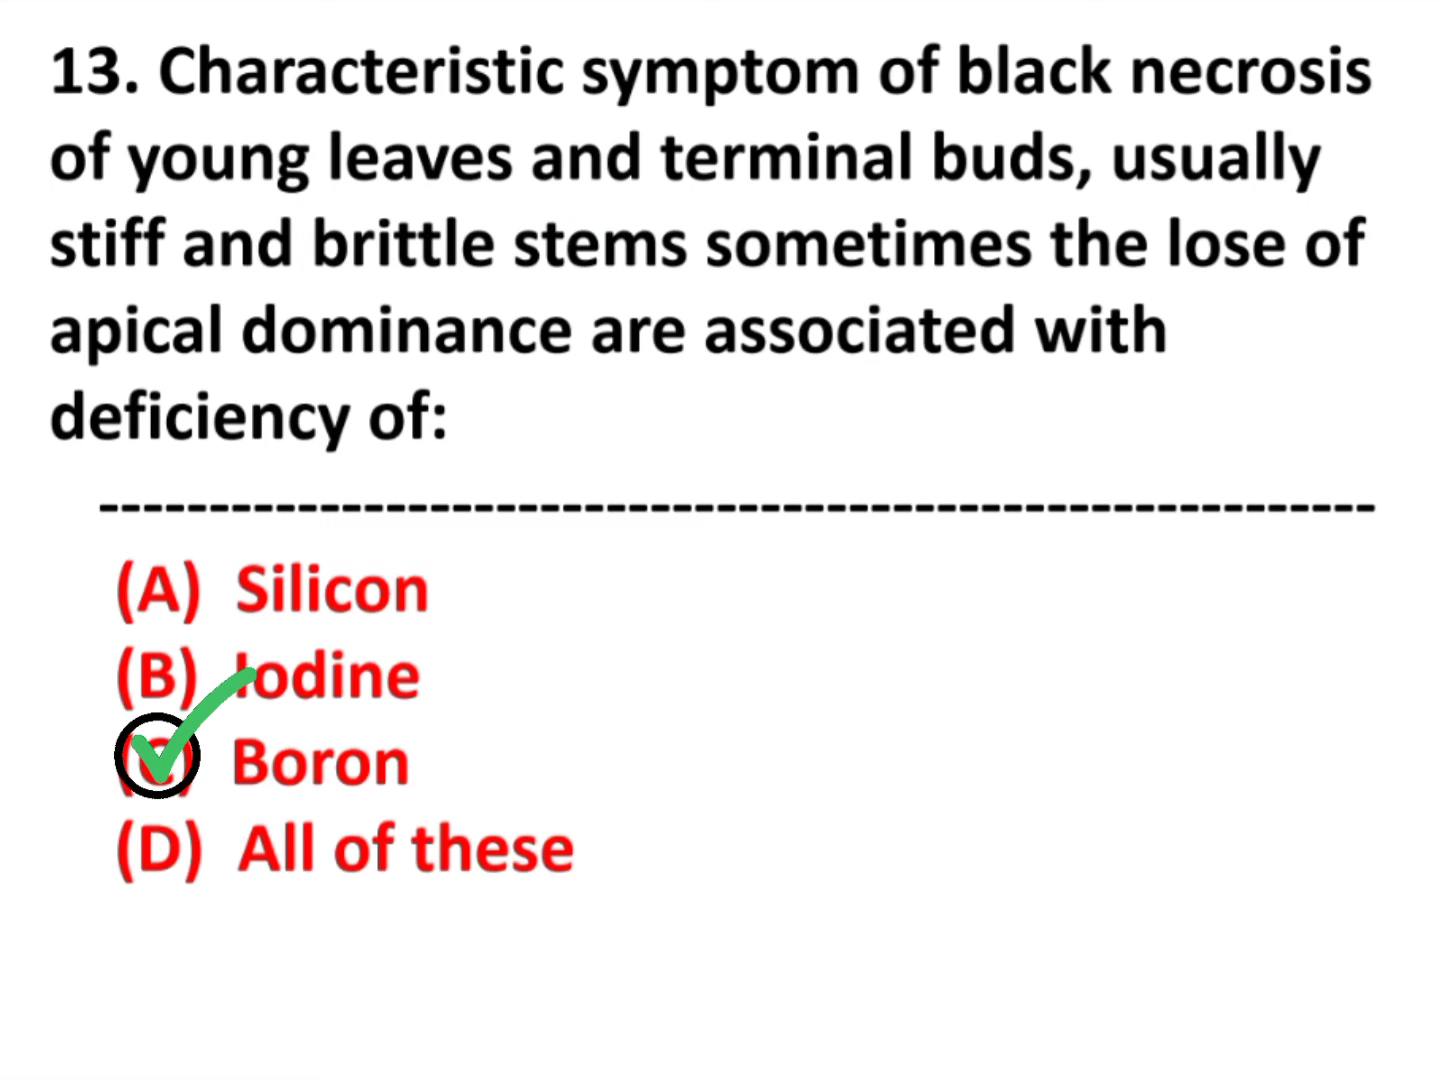 13. Characteristic symptom of black necrosis
of young leaves and terminal buds, usually
stiff and brittle stems sometimes the lose of
apical dominance are associated with
deficiency of:
----------------------------------------------------------
(A) Silicon
(B) Iodine
(C) Boron
(D) All of these